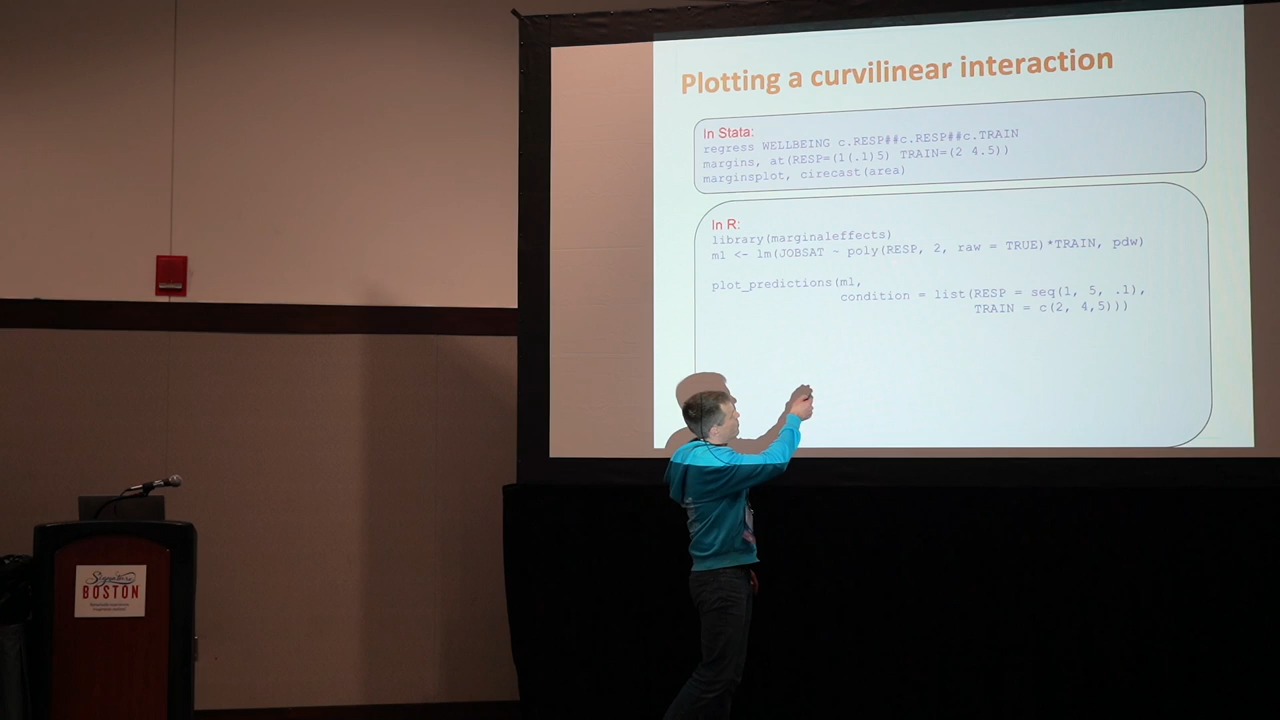 Plotting a curvilinear interaction
In Stata:
regress WELLBEING c.RESP##c.RESP##c.TRAIN
margins, at(RESP=(1(.1)5) TRAIN=(2 4.5))
marginsplot, cirecast(area)
In R:
library(marginaleffects)
m1 <- lm(JOBSAT ~ poly(RESP, 2, raw = TRUE)*TRAIN, pdw)
plot_predictions(m1,
condition = list(RESP = seq(1, 5, .1),
TRAIN = c(2, 4,5)))
Signature
BOSTON